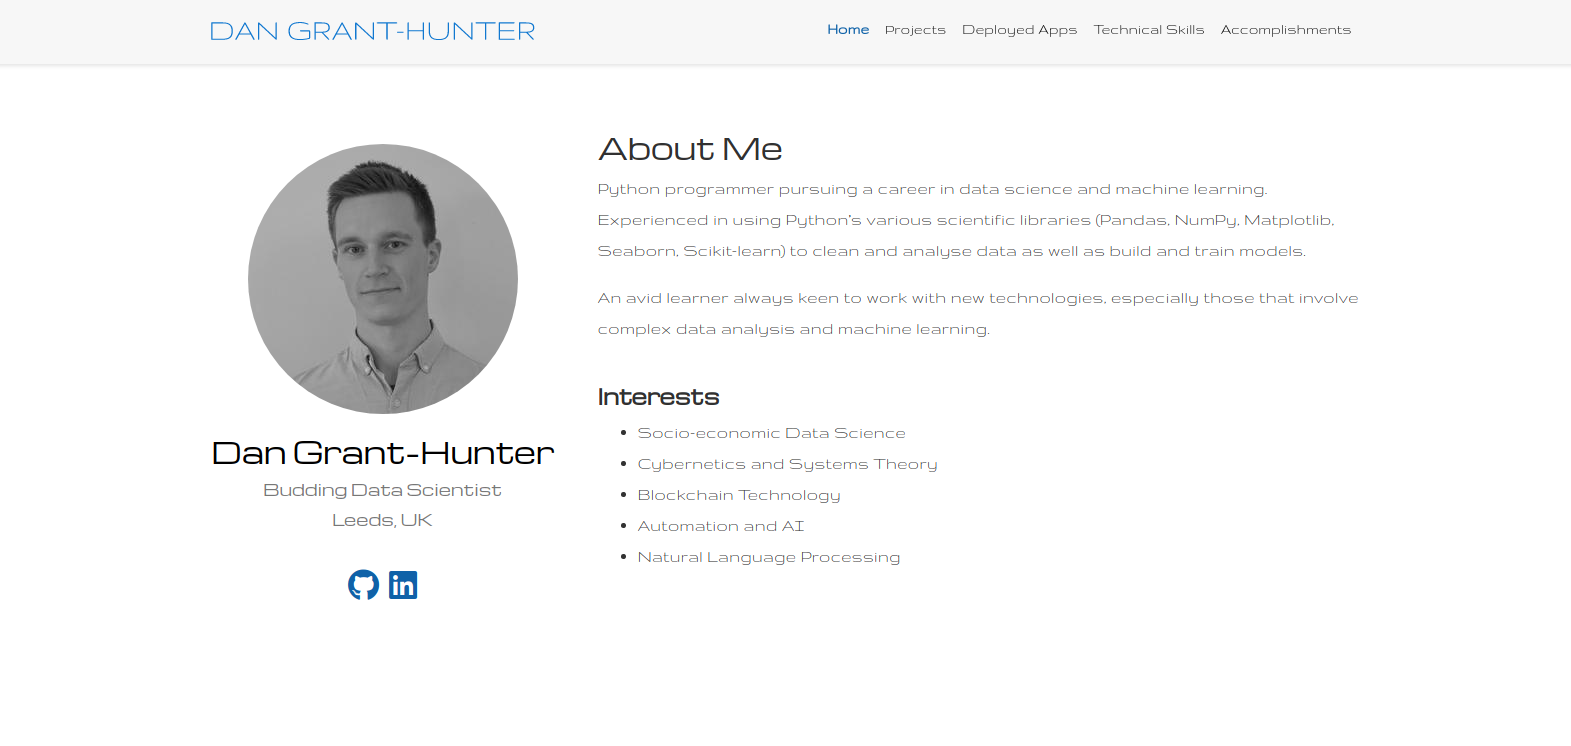 DAN GRANT-HUNTER
Home Projects Deployed Apps Technical Skills Accomplishments
Dan Grant-Hunter
Budding Data Scientist
Leeds, UK
About Me
Python programmer pursuing a career in data science and machine learning.
Experienced in using Python's various scientific libraries (Pandas, NumPy, Matplotlib,
Seaborn, Scikit-learn) to clean and analyse data as well as build and train models.
An avid learner always keen to work with new technologies, especially those that involve
complex data analysis and machine learning.
Interests
• Socio-economic Data Science
• Cybernetics and Systems Theory
• Blockchain Technology
• Automation and AI
• Natural Language Processing
in